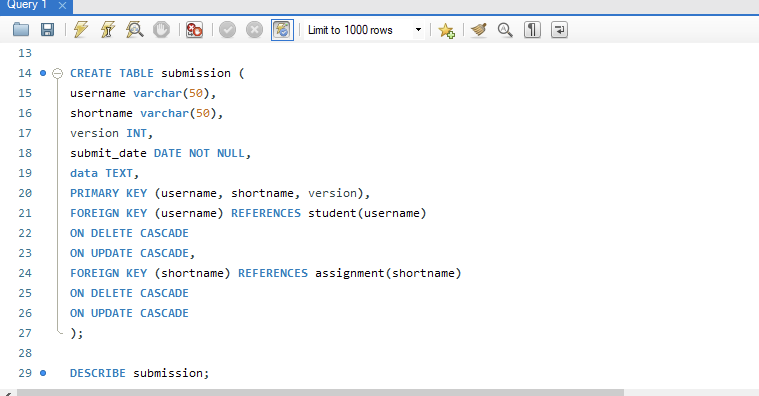 Query 1
Limit to 1000 rows
13
14 CREATE TABLE submission (
15 username varchar(50),
16 shortname varchar(50),
17 version INT,
18 submit_date DATE NOT NULL,
19 data TEXT,
20 PRIMARY KEY (username, shortname, version),
21 FOREIGN KEY (username) REFERENCES student(username)
22 ON DELETE CASCADE
23 ON UPDATE CASCADE,
24 FOREIGN KEY (shortname) REFERENCES assignment(shortname)
25 ON DELETE CASCADE
26 ON UPDATE CASCADE
27 );
28
29 DESCRIBE submission;